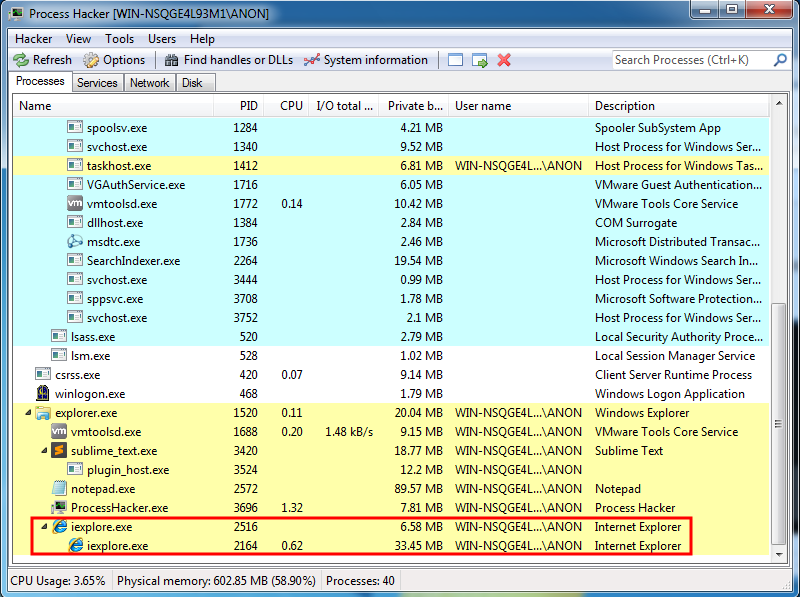 Process Hacker [WIN-NSQGE4L93M1\ANON]
Hacker View Tools Users Help
Refresh Options Find handles or DLLs System information Search Processes (Ctrl+K)
Processes Services Network Disk
Name PID CPU I/O total ... Private b... User name Description
spoolsv.exe 1284 4.21 MB Spooler SubSystem App
svchost.exe 1340 9.52 MB Host Process for Windows Ser...
taskhost.exe 1412 6.81 MB WIN-NSQGE4L...\ANON Host Process for Windows Tas...
VGAuthService.exe 1716 6.05 MB VMware Guest Authentication...
vm vmtoolsd.exe 1772 0.14 10.42 MB VMware Tools Core Service
dllhost.exe 1384 2.84 MB COM Surrogate
msdtc.exe 1736 2.46 MB Microsoft Distributed Transac...
SearchIndexer.exe 2264 19.54 MB Microsoft Windows Search In...
svchost.exe 3444 0.99 MB Host Process for Windows Ser...
sppsvc.exe 3708 1.78 MB Microsoft Software Protection...
svchost.exe 3752 2.1 MB Host Process for Windows Ser...
lsass.exe 520 2.79 MB Local Security Authority Proce...
lsm.exe 528 1.02 MB Local Session Manager Service
csrss.exe 420 0.07 9.14 MB Client Server Runtime Process
winlogon.exe 468 1.79 MB Windows Logon Application
explorer.exe 1520 0.11 20.04 MB WIN-NSQGE4L...\ANON Windows Explorer
vm vmtoolsd.exe 1688 0.20 1.48 kB/s 9.15 MB WIN-NSQGE4L...\ANON VMware Tools Core Service
sublime_text.exe 3420 18.77 MB WIN-NSQGE4L...\ANON Sublime Text
plugin_host.exe 3524 12.2 MB WIN-NSQGE4L...\ANON
notepad.exe 2572 89.57 MB WIN-NSQGE4L...\ANON Notepad
ProcessHacker.exe 3696 1.32 7.81 MB WIN-NSQGE4L...\ANON Process Hacker
iexplore.exe 2516 6.58 MB WIN-NSQGE4L...\ANON Internet Explorer
iexplore.exe 2164 0.62 33.45 MB WIN-NSQGE4L...\ANON Internet Explorer
CPU Usage: 3.65% Physical memory: 602.85 MB (58.90%) Processes: 40